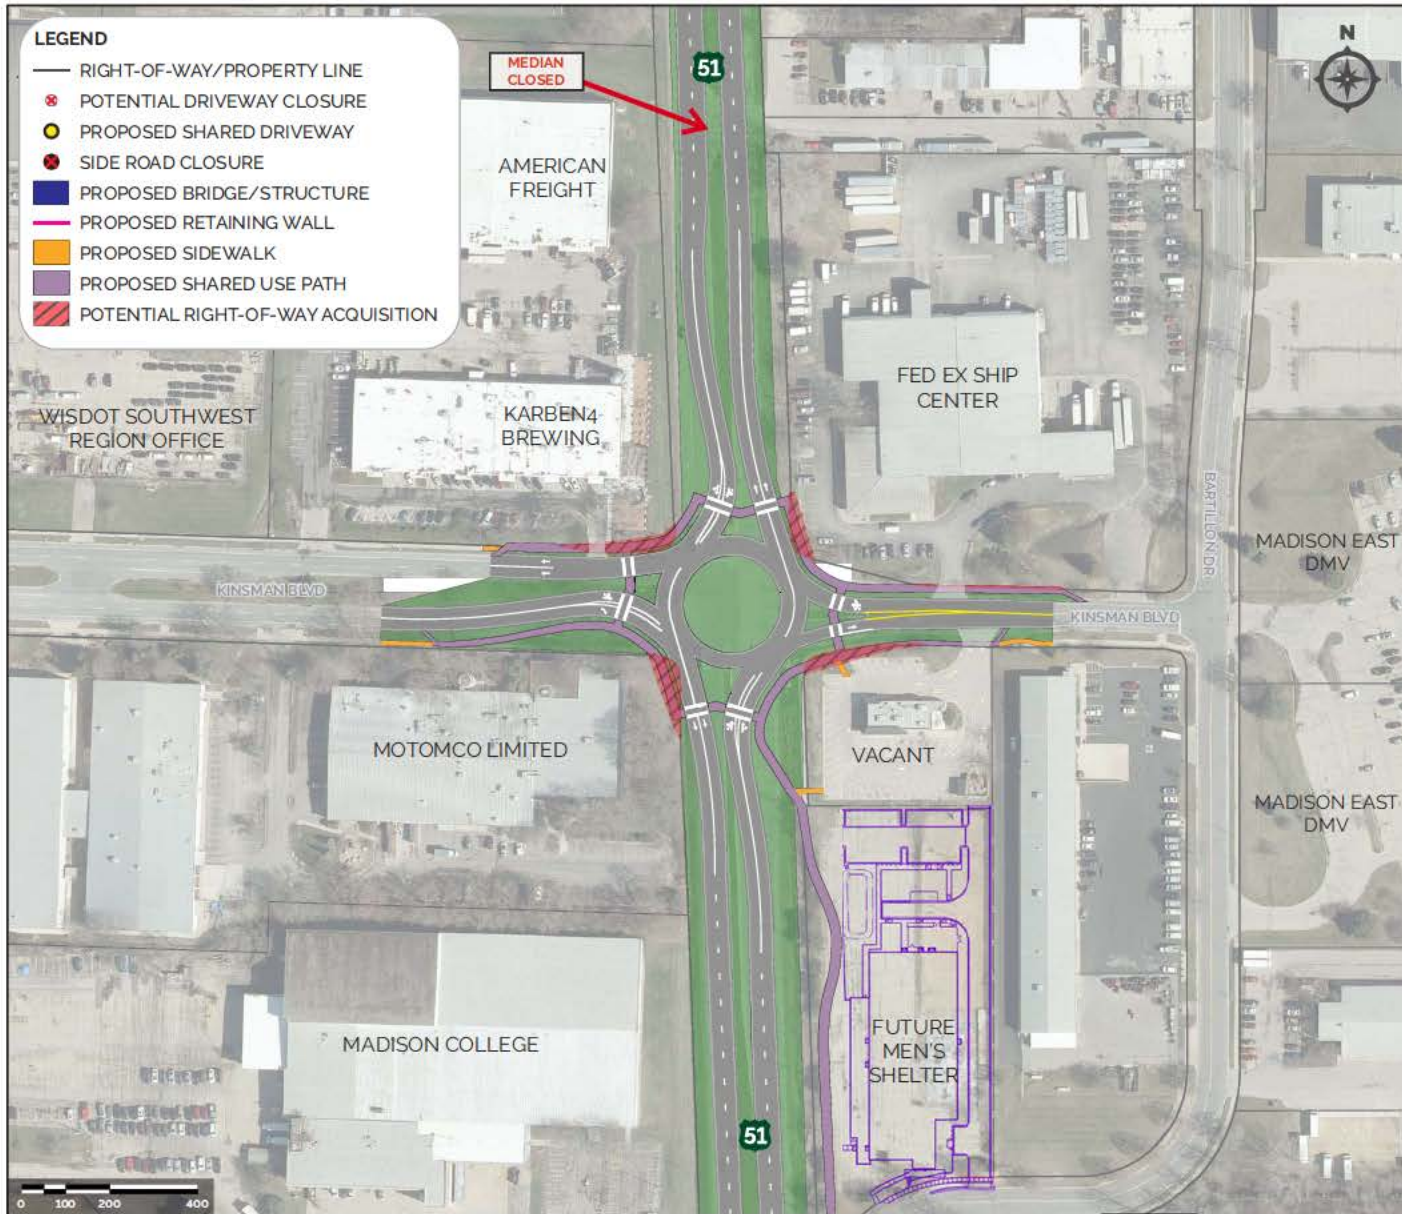 LEGEND
RIGHT-OF-WAY/PROPERTY LINE
POTENTIAL DRIVEWAY CLOSURE
PROPOSED SHARED DRIVEWAY
SIDE ROAD CLOSURE
PROPOSED BRIDGE/STRUCTURE
PROPOSED RETAINING WALL
PROPOSED SIDEWALK
PROPOSED SHARED USE PATH
POTENTIAL RIGHT-OF-WAY ACQUISITION
MEDIAN
CLOSED
51
N
AMERICAN
FREIGHT
WISDOT SOUTHWEST
REGION OFFICE
KARBEN4
BREWING
FED EX SHIP
CENTER
BARTILLON DR
MADISON EAST
DMV
KINSMAN BLVD
KINSMAN BLVD
MOTOMCO LIMITED
VACANT
MADISON EAST
DMV
MADISON COLLEGE
FUTURE
MEN'S
SHELTER
51
0 100 200 400